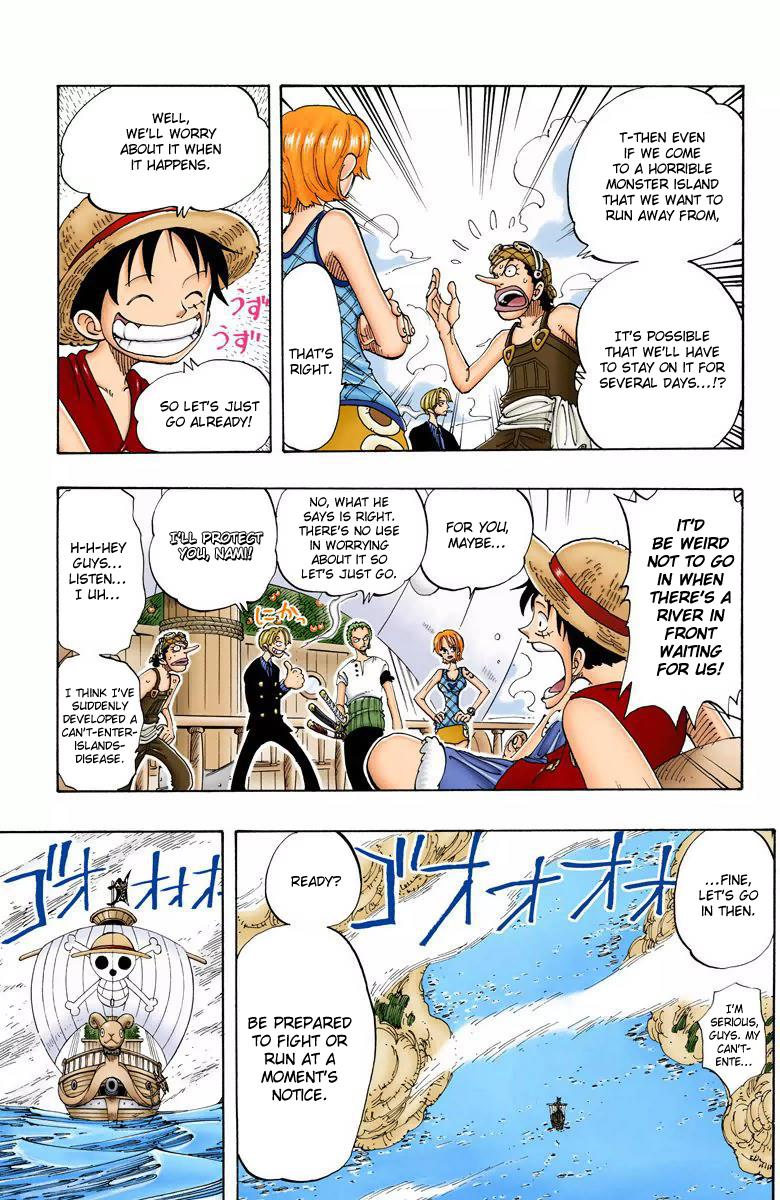 T-THEN EVEN
IF WE COME
TO A HORRIBLE
MONSTER ISLAND
THAT WE WANT TO
RUN AWAY FROM,
IT'S POSSIBLE
THAT WE'LL HAVE
TO STAY ON IT FOR
SEVERAL DAYS...!?
THAT'S
RIGHT.
WELL,
WE'LL WORRY
ABOUT IT WHEN
IT HAPPENS.
うずうず
SO LET'S JUST
GO ALREADY!
IT'D
BE WEIRD
NOT TO GO
IN WHEN
THERE'S A
RIVER IN
FRONT
WAITING
FOR US!
FOR YOU,
MAYBE...
NO, WHAT HE
SAYS IS RIGHT.
THERE'S NO USE
IN WORRYING
ABOUT IT SO
LET'S JUST GO.
I'LL PROTECT
YOU, NAMI!
にかっ
H-H-HEY
GUYS...
LISTEN...
I UH...
I THINK I'VE
SUDDENLY
DEVELOPED A
CAN'T-ENTER-
ISLANDS-
DISEASE.
...FINE,
LET'S GO
IN THEN.
I'M
SERIOUS,
GUYS. MY
CAN'T-
ENTE...
ゴオオオオ
READY?
BE PREPARED
TO FIGHT OR
RUN AT A
MOMENT'S
NOTICE.
ゴオオオオ